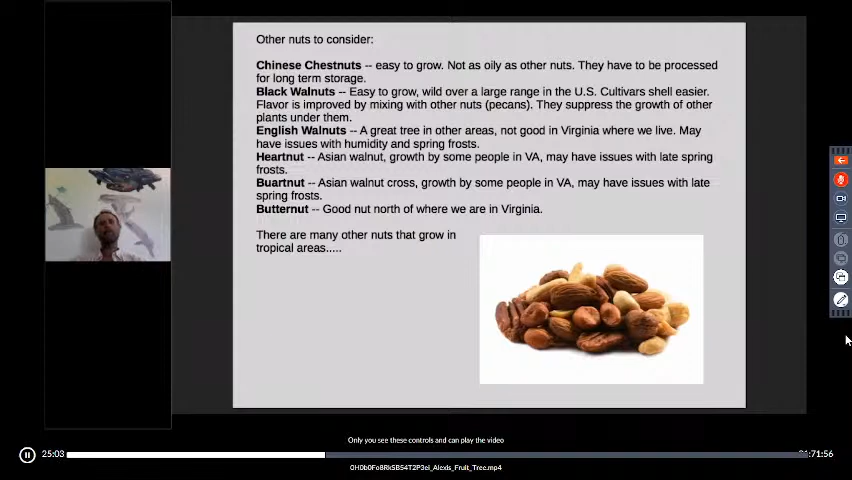 Other nuts to consider:
Chinese Chestnuts -- easy to grow. Not as oily as other nuts. They have to be processed
for long term storage.
Black Walnuts -- Easy to grow, wild over a large range in the U.S. Cultivars shell easier.
Flavor is improved by mixing with other nuts (pecans). They suppress the growth of other
plants under them.
English Walnuts -- A great tree in other areas, not good in Virginia where we live. May
have issues with humidity and spring frosts.
Heartnut -- Asian walnut, growth by some people in VA, may have issues with late spring
frosts.
Buartnut -- Asian walnut cross, growth by some people in VA, may have issues with late
spring frosts.
Butternut -- Good nut north of where we are in Virginia.
There are many other nuts that grow in
tropical areas.....
Only you see these controls and can play the video
25:03
:71:56